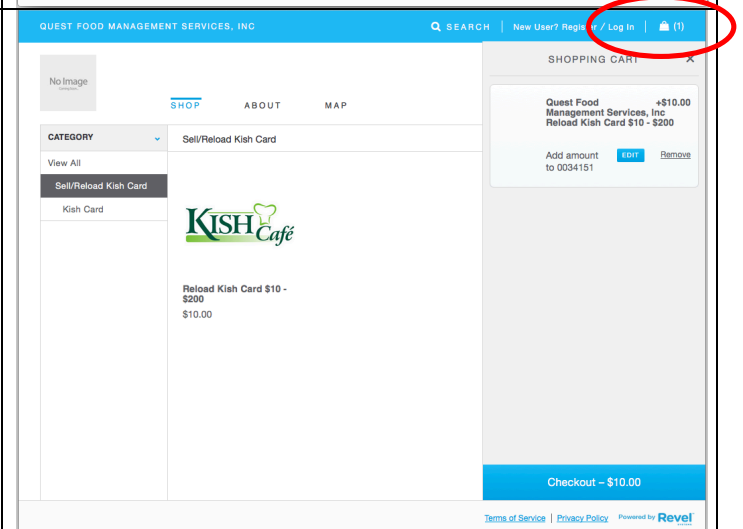 QUEST FOOD MANAGEMENT SERVICES, INC
SEARCH
New User? Register / Log In
(1)
No Image
SHOP
ABOUT
MAP
SHOPPING CART
X
Quest Food Management Services, Inc Reload Kish Card $10 - $200
+$10.00
Add amount to 0034151
EDIT
Remove
CATEGORY
View All
Sell/Reload Kish Card
Kish Card
Sell/Reload Kish Card
KISH Café
Reload Kish Card $10 -
$200
$10.00
Checkout – $10.00
Terms of Service | Privacy Policy Powered by Revel